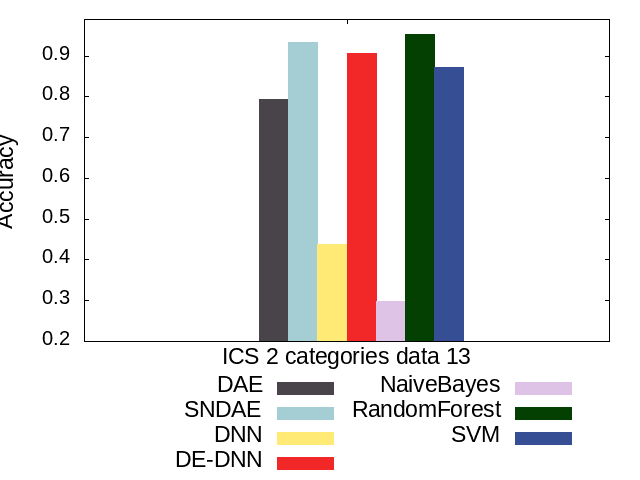 0.9
0.8
0.7
0.6
0.5
0.4
0.3
0.2
Accuracy
ICS 2 categories data 13
DAE
SNDAE
DNN
DE-DNN
NaiveBayes
RandomForest
SVM